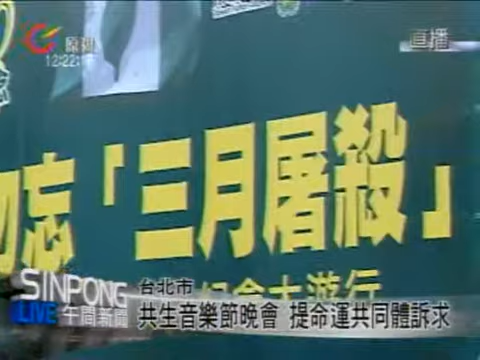 直播
12:22
勿忘「三月屠殺」
紀念大遊行
SINPONG
LIVE 午間新聞
台北市
共生音樂節晚會 提命運共同體訴求